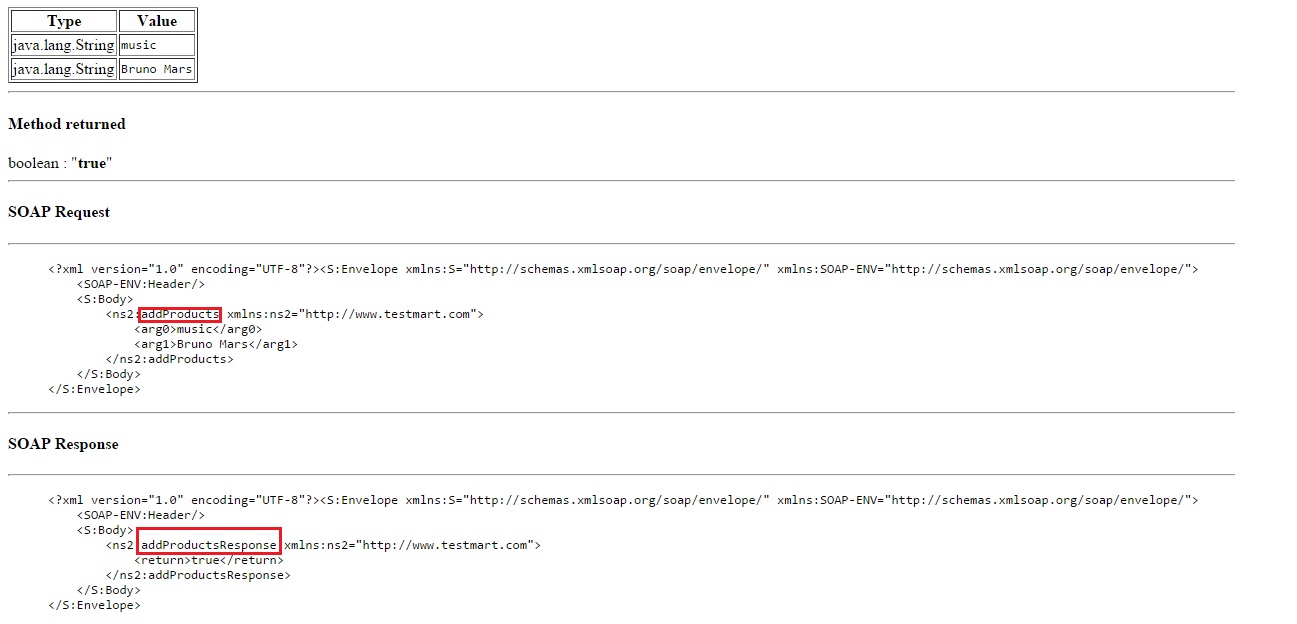 Type Value
java.lang.String music
java.lang.String Bruno Mars
Method returned
boolean : "true"
SOAP Request
<?xml version="1.0" encoding="UTF-8"?><S:Envelope xmlns:S="http://schemas.xmlsoap.org/soap/envelope/" xmlns:SOAP-ENV="http://schemas.xmlsoap.org/soap/envelope/">
<SOAP-ENV:Header/>
<S:Body>
<ns2:addProducts xmlns:ns2="http://www.testmart.com">
<arg0>music</arg0>
<arg1>Bruno Mars</arg1>
</ns2:addProducts>
</S:Body>
</S:Envelope>
SOAP Response
<?xml version="1.0" encoding="UTF-8"?><S:Envelope xmlns:S="http://schemas.xmlsoap.org/soap/envelope/" xmlns:SOAP-ENV="http://schemas.xmlsoap.org/soap/envelope/">
<SOAP-ENV:Header/>
<S:Body>
<ns2 addProductsResponse xmlns:ns2="http://www.testmart.com">
<return>true</return>
</ns2:addProductsResponse>
</S:Body>
</S:Envelope>